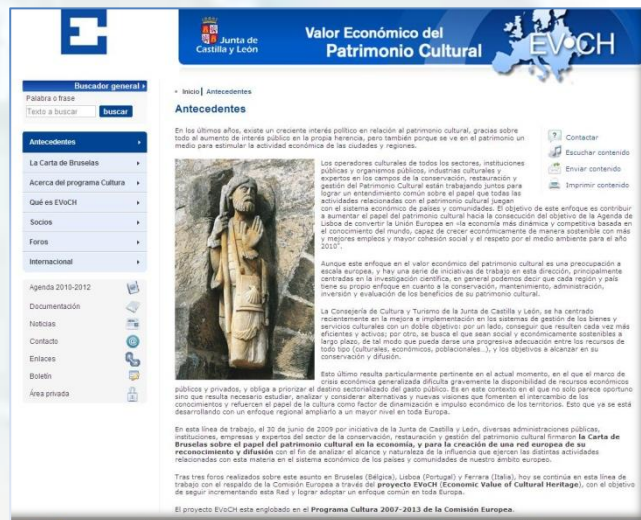 Junta de
Castilla y León
Valor Económico del
Patrimonio Cultural
EVOCH
Buscador general
Palabra o frase
Texto a buscar
buscar
Antecedentes
La Carta de Bruselas
Acerca del programa Cultura
Qué es EVoCH
Socios
Foros
Internacional
Agenda 2010-2012
Documentación
Noticias
Contacto
Enlaces
Boletín
Área privada
Inicio| Antecedentes
Antecedentes
Contactar
Escuchar contenido
Enviar contenido
Imprimir contenido
En los últimos años, existe un creciente interés político en relación al patrimonio cultural, gracias sobre
todo al aumento de interés público en la propia herencia, pero también porque se ve en el patrimonio un
medio para estimular la actividad económica de las ciudades y regiones.
Los operadores culturales de todos los sectores, instituciones
públicas y organismos públicos, industrias culturales y
expertos en los campos de la conservación, restauración y
gestión del Patrimonio Cultural están trabajando juntos para
lograr un entendimiento común sobre el papel que todas las
actividades relacionadas con el patrimonio cultural juegan
con el sistema económico de países y comunidades. El objetivo de este enfoque es contribuir
a aumentar el papel del patrimonio cultural hacia la consecución del objetivo de la Agenda de
Lisboa de convertir la Unión Europea en «la economía más dinámica y competitiva basada en
el conocimiento del mundo, capaz de crecer económicamente de manera sostenible con más
y mejores empleos y mayor cohesión social y el respeto por el medio ambiente para el año
2010".
Aunque este enfoque en el valor económico del patrimonio cultural es una preocupación a
escala europea, y hay una serie de iniciativas de trabajo en esta dirección, principalmente
centradas en la investigación científica, en general podemos decir que cada región y país
tiene su propio enfoque en cuanto a la conservación, mantenimiento, administración,
inversión y evaluación de los beneficios de su patrimonio cultural.
La Consejería de Cultura y Turismo de la Junta de Castilla y León, se ha centrado
recientemente en la mejora e implementación en los sistemas de gestión de los bienes y
servicios culturales con un doble objetivo: por un lado, conseguir que resulten cada vez más
eficientes y activos; por otro, se busca el que sean social y económicamente sostenibles a
largo plazo, de tal modo que pueda darse una progresiva adecuación entre los recursos de
todo tipo (culturales, económicos, poblacionales..), y los objetivos a alcanzar en su
conservación y difusión.
Esto último resulta particularmente pertinente en el actual momento, en el que el marco de
crisis económica generalizada dificulta gravemente la disponibilidad de recursos económicos
públicos y privados, y obliga a priorizar el destino sectorializado del gasto público. Es en este contexto en el que no solo parece oportuno
sino que resulta necesario estudiar, analizar y considerar alternativas y nuevas visiones que fomenten el intercambio de los
conocimientos y refuercen el papel de la cultura como factor de dinamización e impulso económico de los territorios. Esto que ya se está
desarrollando con un enfoque regional ampliarlo a un mayor nivel en toda Europa.
En esta línea de trabajo, el 30 de junio de 2009 por iniciativa de la Junta de Castilla y León, diversas administraciones públicas,
instituciones, empresas y expertos del sector de la conservación, restauración y gestión del patrimonio cultural firmaron la Carta de
Bruselas sobre el papel del patrimonio cultural en la economía, y para la creación de una red europea de su
reconocimiento y difusión con el fin de analizar el alcance y naturaleza de la influencia que ejercen las distintas actividades
relacionadas con esta materia en el sistema económico de los países y comunidades de nuestro ámbito europeo.
Tras tres foros realizados sobre este asunto en Bruselas (Bélgica), Lisboa (Portugal) y Ferrara (Italia), hoy se continúa en esta línea de
trabajo con el respaldo de la Comisión Europea a través del proyecto EVoCH (Economic Value of Cultural Heritage), con el objetivo
de seguir incrementando esta Red y lograr adoptar un enfoque común en toda Europa.
El proyecto EVoCH este englobado en el Programa Cultura 2007-2013 de la Comisión Europea.